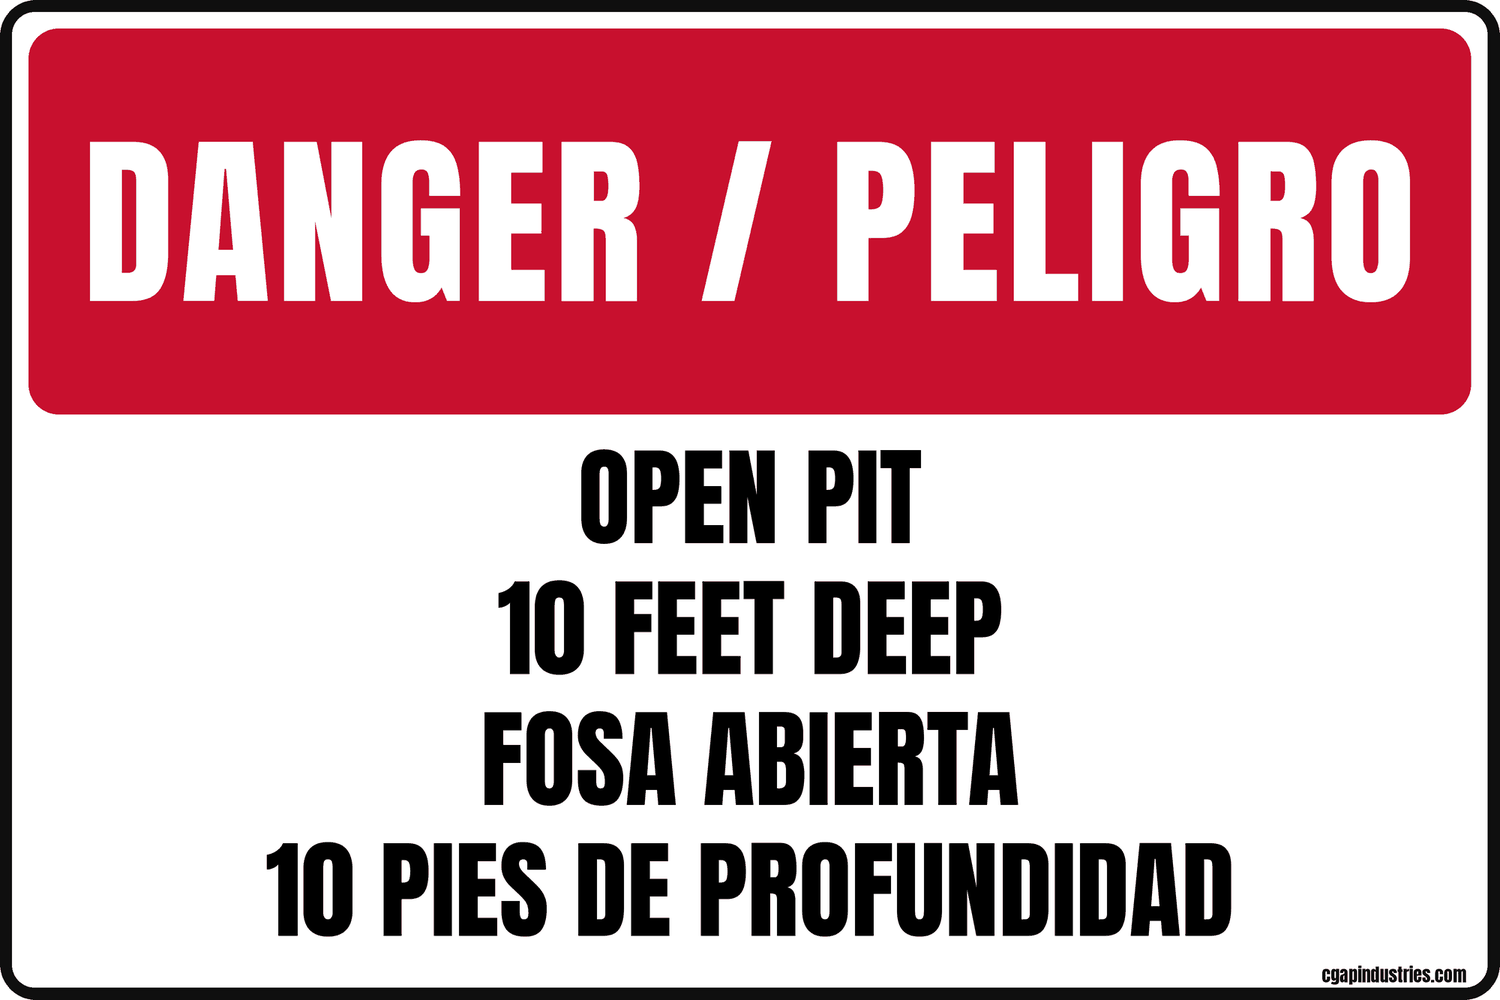 DANGER / PELIGRO
OPEN PIT
10 FEET DEEP
FOSA ABIERTA
10 PIES DE PROFUNDIDAD
cgapindustries.com